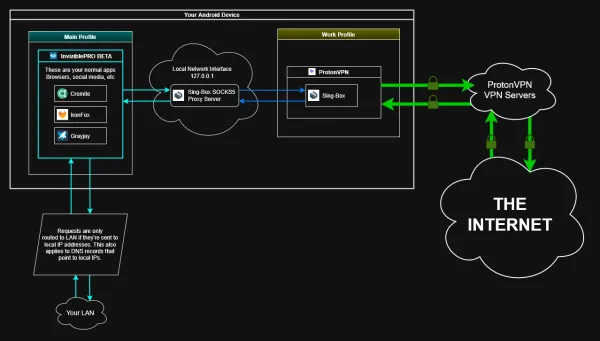 Your Android Device
Main Profile
InviziblePRO BETA
These are your normal apps
Browsers, social media, etc
Cromite
IronFox
Grayjay
Local Network Interface
127.0.0.1
Sing-Box SOCKS5
Proxy Server
Work Profile
ProtonVPN
Sing-Box
ProtonVPN
VPN Servers
THE
INTERNET
Requests are only
routed to LAN if they're sent to
local IP addresses. This also
applies to DNS records that
point to local IPs.
Your LAN